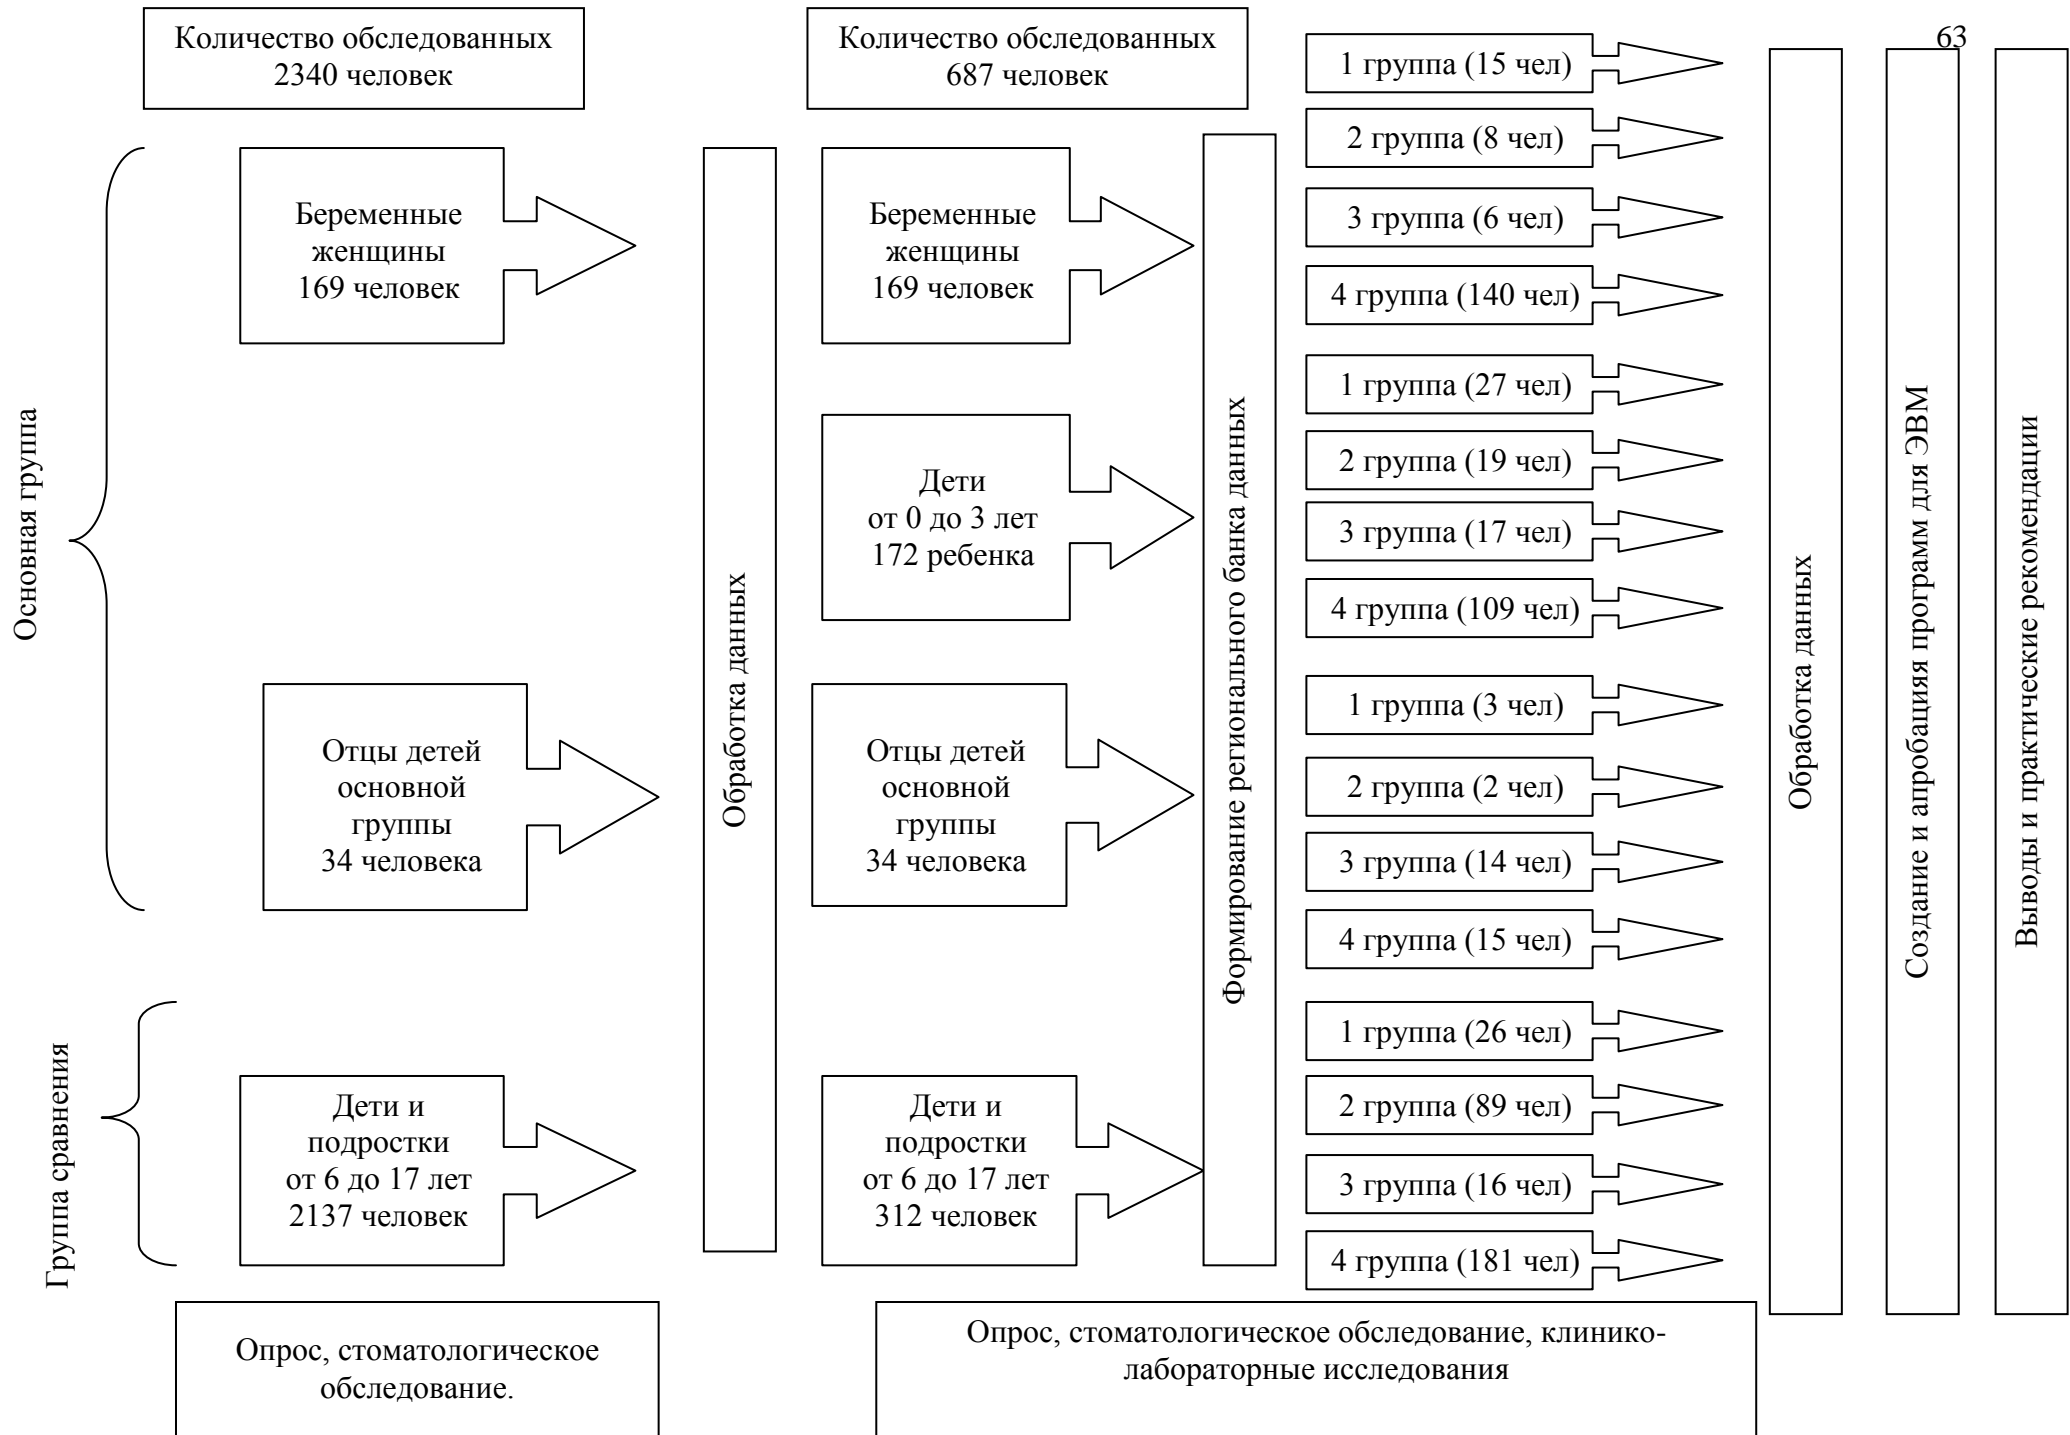 63
Количество обследованных
2340 человек
Количество обследованных
687 человек
Основная группа
Группа сравнения
Беременные
женщины
169 человек
Отцы детей
основной
группы
34 человека
Дети и
подростки
от 6 до 17 лет
2137 человек
Обработка данных
Беременные
женщины
169 человек
Дети
от 0 до 3 лет
172 ребенка
Отцы детей
основной
группы
34 человека
Дети и
подростки
от 6 до 17 лет
312 человек
Формирование регионального банка данных
1 группа (15 чел)
2 группа (8 чел)
3 группа (6 чел)
4 группа (140 чел)
1 группа (27 чел)
2 группа (19 чел)
3 группа (17 чел)
4 группа (109 чел)
1 группа (3 чел)
2 группа (2 чел)
3 группа (14 чел)
4 группа (15 чел)
1 группа (26 чел)
2 группа (89 чел)
3 группа (16 чел)
4 группа (181 чел)
Обработка данных
Создание и апробацияя программ для ЭВМ
Выводы и практические рекомендации
Опрос, стоматологическое
обследование.
Опрос, стоматологическое обследование, клинико-
лабораторные исследования